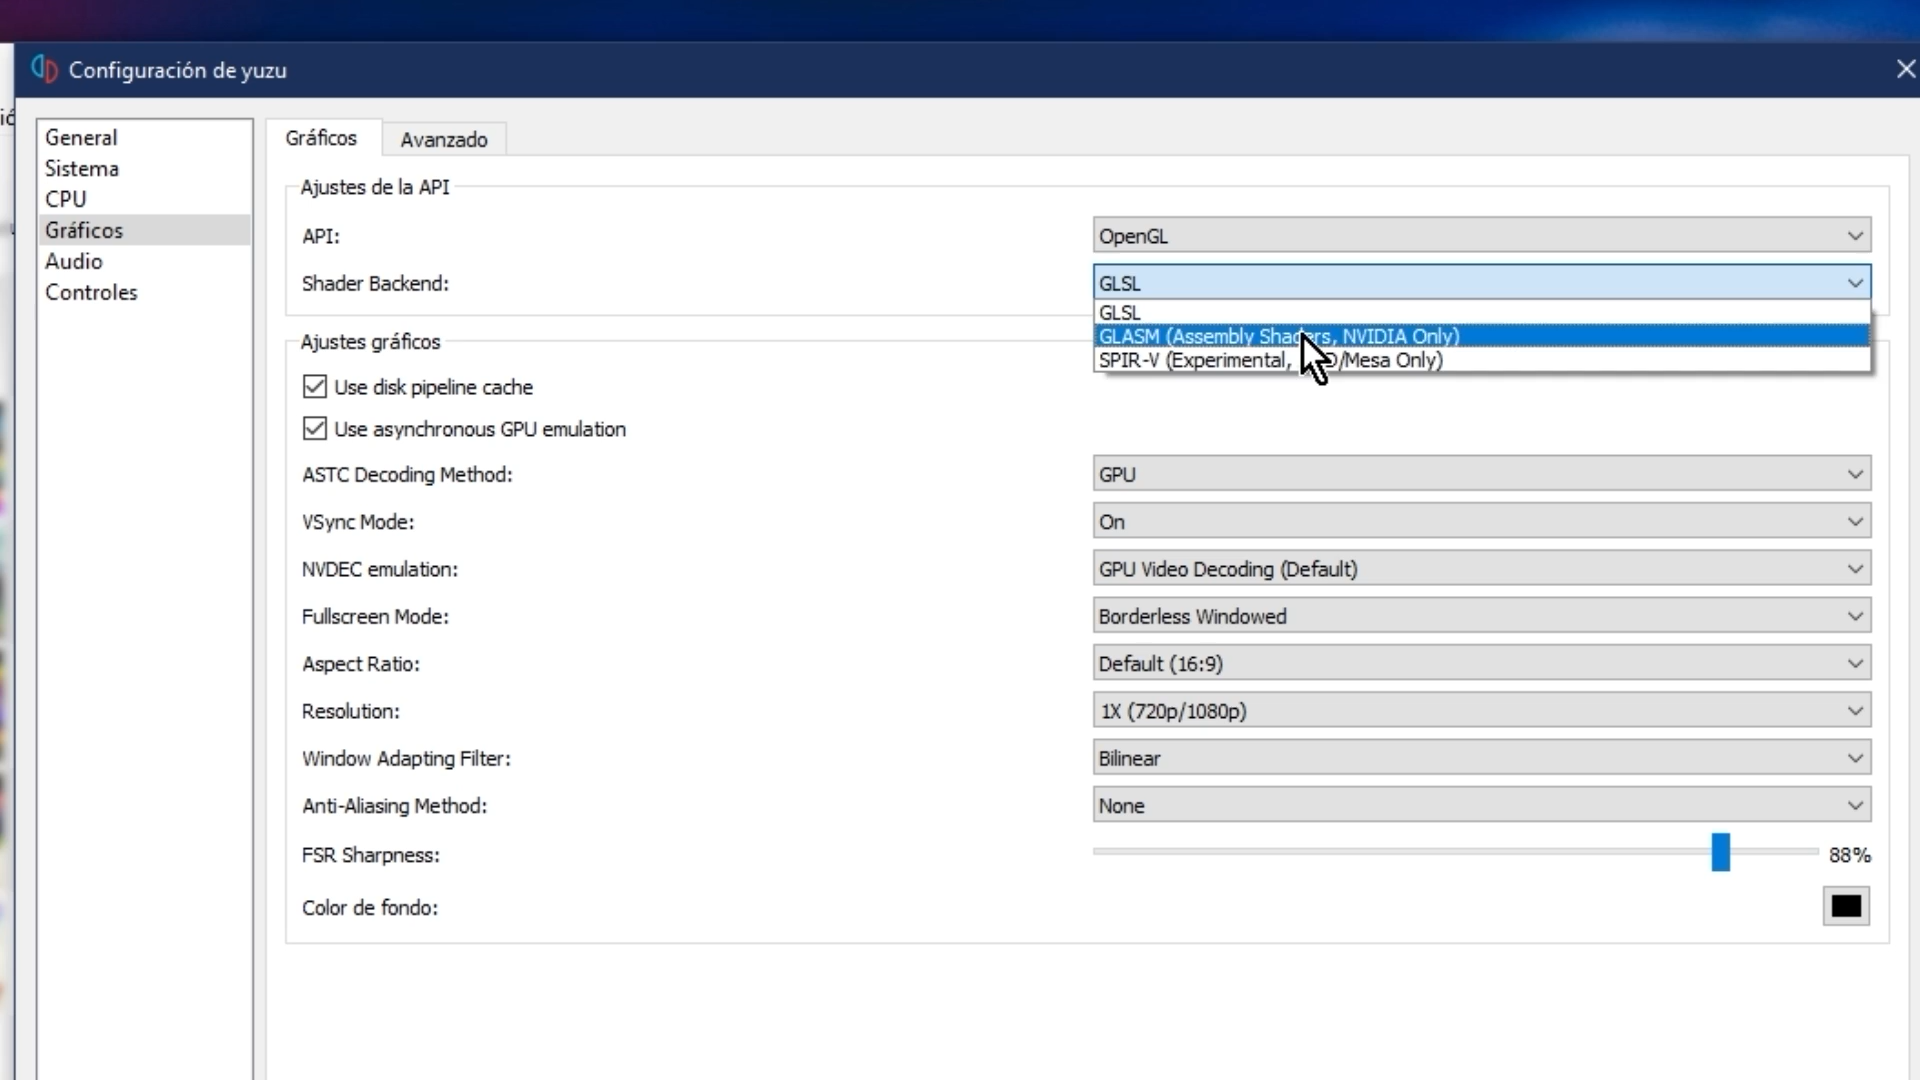 Configuración de yuzu
General
Sistema
CPU
Gráficos
Audio
Controles
Gráficos
Avanzado
Ajustes de la API
API:
OpenGL
Shader Backend:
GLSL
GLSL
GLASM (Assembly Shaders, NVIDIA Only)
SPIR-V (Experimental, /Mesa Only)
Ajustes gráficos
Use disk pipeline cache
Use asynchronous GPU emulation
ASTC Decoding Method:
GPU
VSync Mode:
On
NVDEC emulation:
GPU Video Decoding (Default)
Fullscreen Mode:
Borderless Windowed
Aspect Ratio:
Default (16:9)
Resolution:
1X (720p/1080p)
Window Adapting Filter:
Bilinear
Anti-Aliasing Method:
None
FSR Sharpness:
88%
Color de fondo: